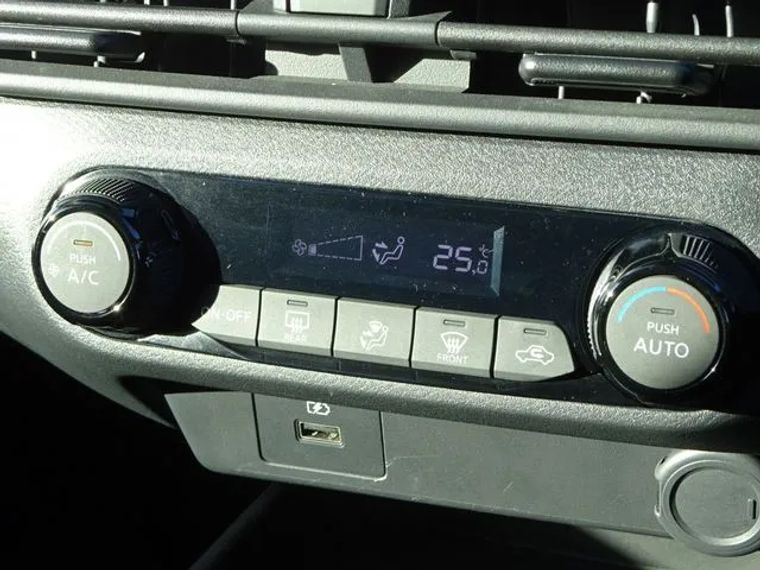 PUSH
A/C
25.0
℃
ON·OFF
REAR
FRONT
PUSH
AUTO